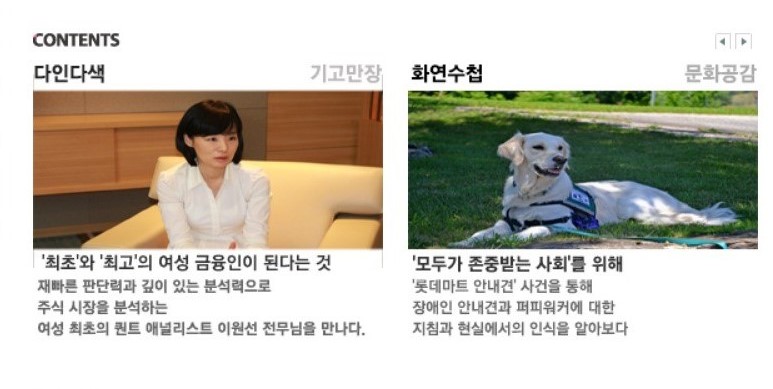 CONTENTS
다인다색
기고만장
'최초'와 '최고'의 여성 금융인이 된다는 것
재빠른 판단력과 깊이 있는 분석력으로
주식 시장을 분석하는
여성 최초의 퀀트 애널리스트 이원선 전무님을 만나다.
화연수첩
문화공감
'모두가 존중받는 사회'를 위해
'롯데마트 안내견' 사건을 통해
장애인 안내견과 퍼피워커에 대한
지침과 현실에서의 인식을 알아보다